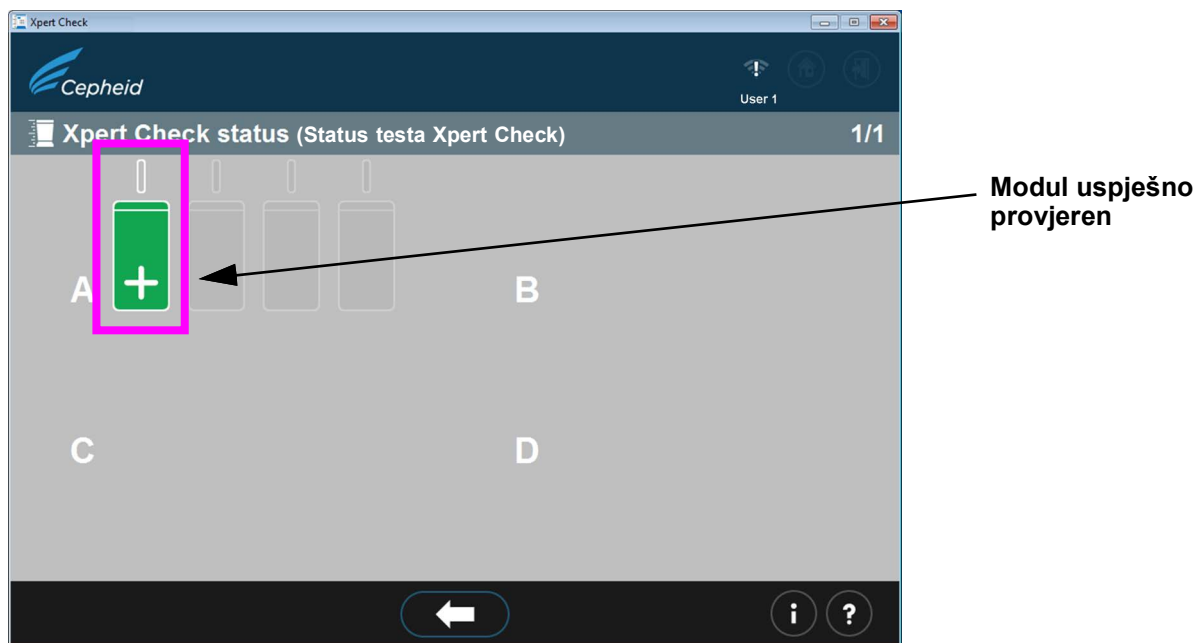 Xpert Check
Cepheid
User 1
Xpert Check status (Status testa Xpert Check)
1/1
Modul uspješno
provjeren
A
B
C
D
i
?